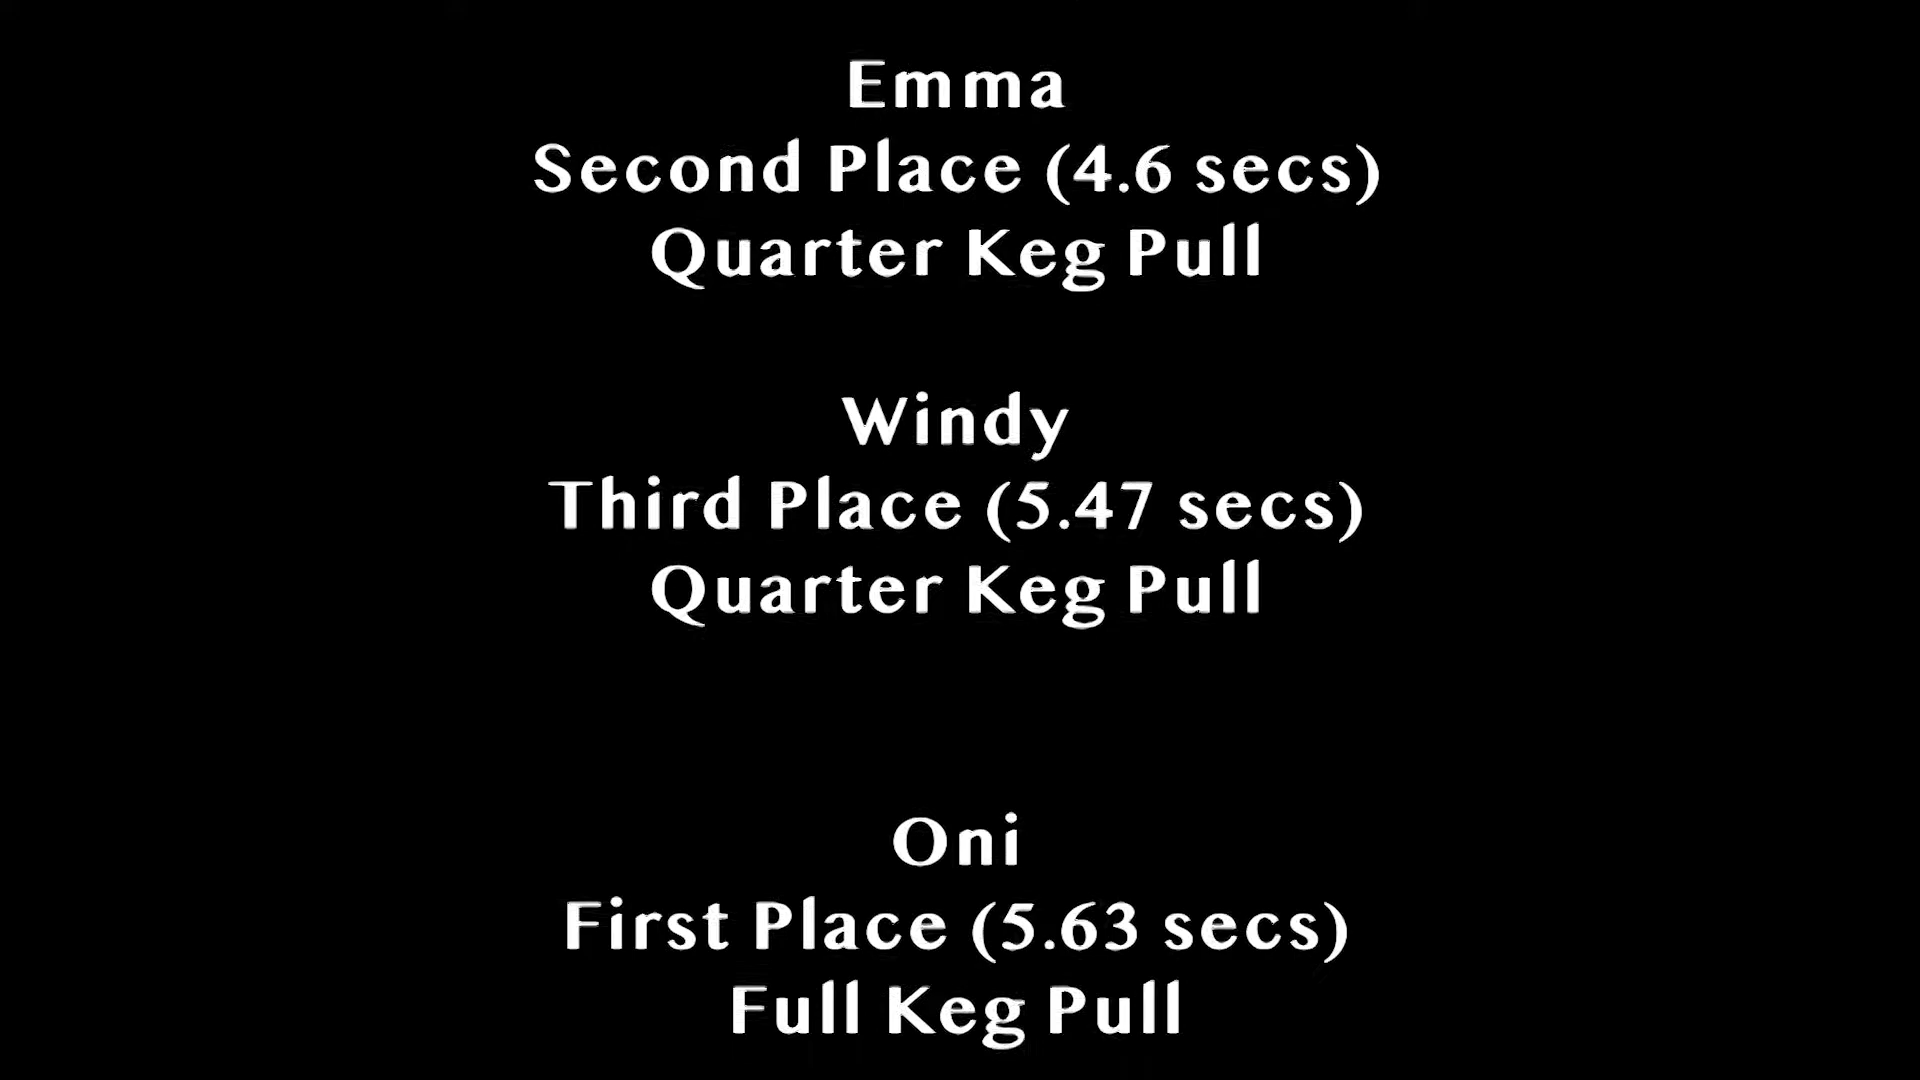 Emma
Second Place (4.6 secs)
Quarter Keg Pull
Windy
Third Place (5.47 secs)
Quarter Keg Pull
Oni
First Place (5.63 secs)
Full Keg Pull